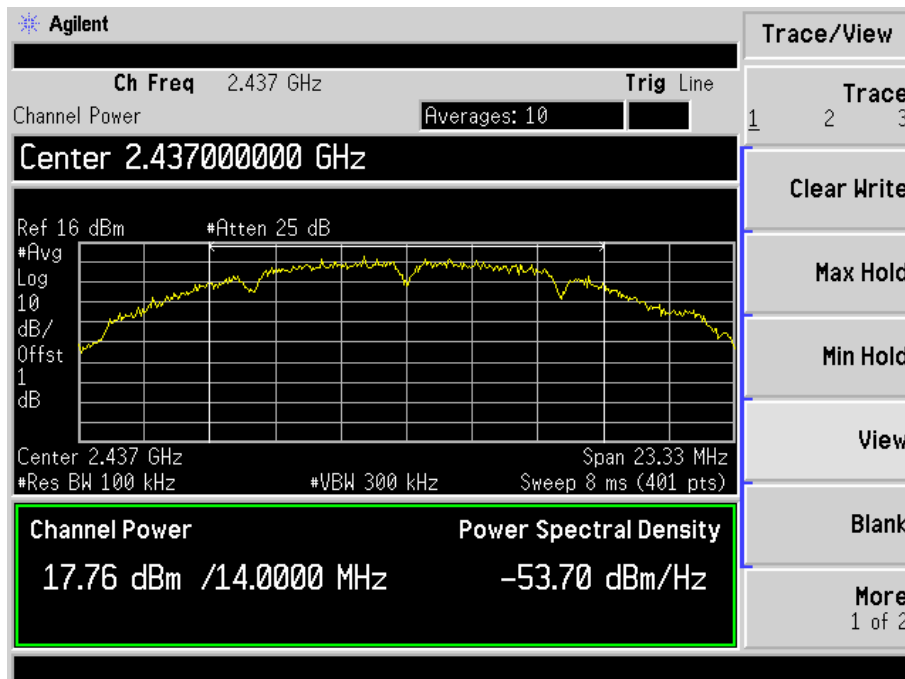 Agilent
Trace/View
Ch Freq 2.437 GHz Trig Line
Channel Power Averages: 10
Trace
1 2 3
Center 2.437000000 GHz
Clear Write
Ref 16 dBm #Atten 25 dB
#Avg
Log
10
dB/
Offst
1
dB
Max Hold
Min Hold
View
Center 2.437 GHz Span 23.33 MHz
#Res BW 100 kHz #VBW 300 kHz Sweep 8 ms (401 pts)
Channel Power Power Spectral Density
17.76 dBm /14.0000 MHz -53.70 dBm/Hz
Blank
More
1 of 2